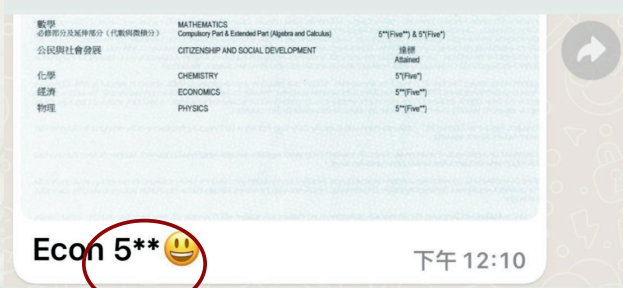 數學 MATHEMATICS
必修部分及延伸部分（代數與微積分） Compulsory Part & Extended Part (Algebra and Calculus) 5**(Five**) & 5*(Five*)
公民與社會發展 CITIZENSHIP AND SOCIAL DEVELOPMENT 達標
Attained
化學 CHEMISTRY 5*(Five*)
經濟 ECONOMICS 5**(Five**)
物理 PHYSICS 5**(Five**)
Econ 5**😃
下午 12:10